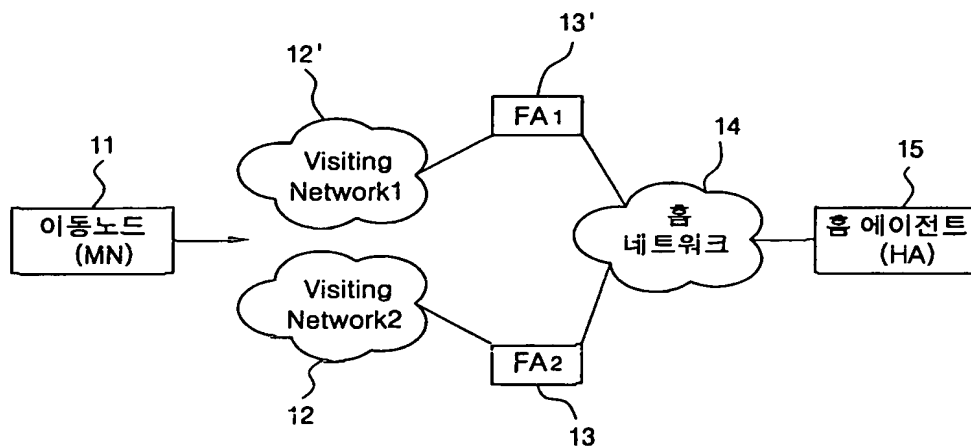 13'
12'
FA1
14
11
15
Visiting
Network1
이동노드
(MN)
홈
네트워크
홈 에이전트
(HA)
Visiting
Network2
FA2
12
13